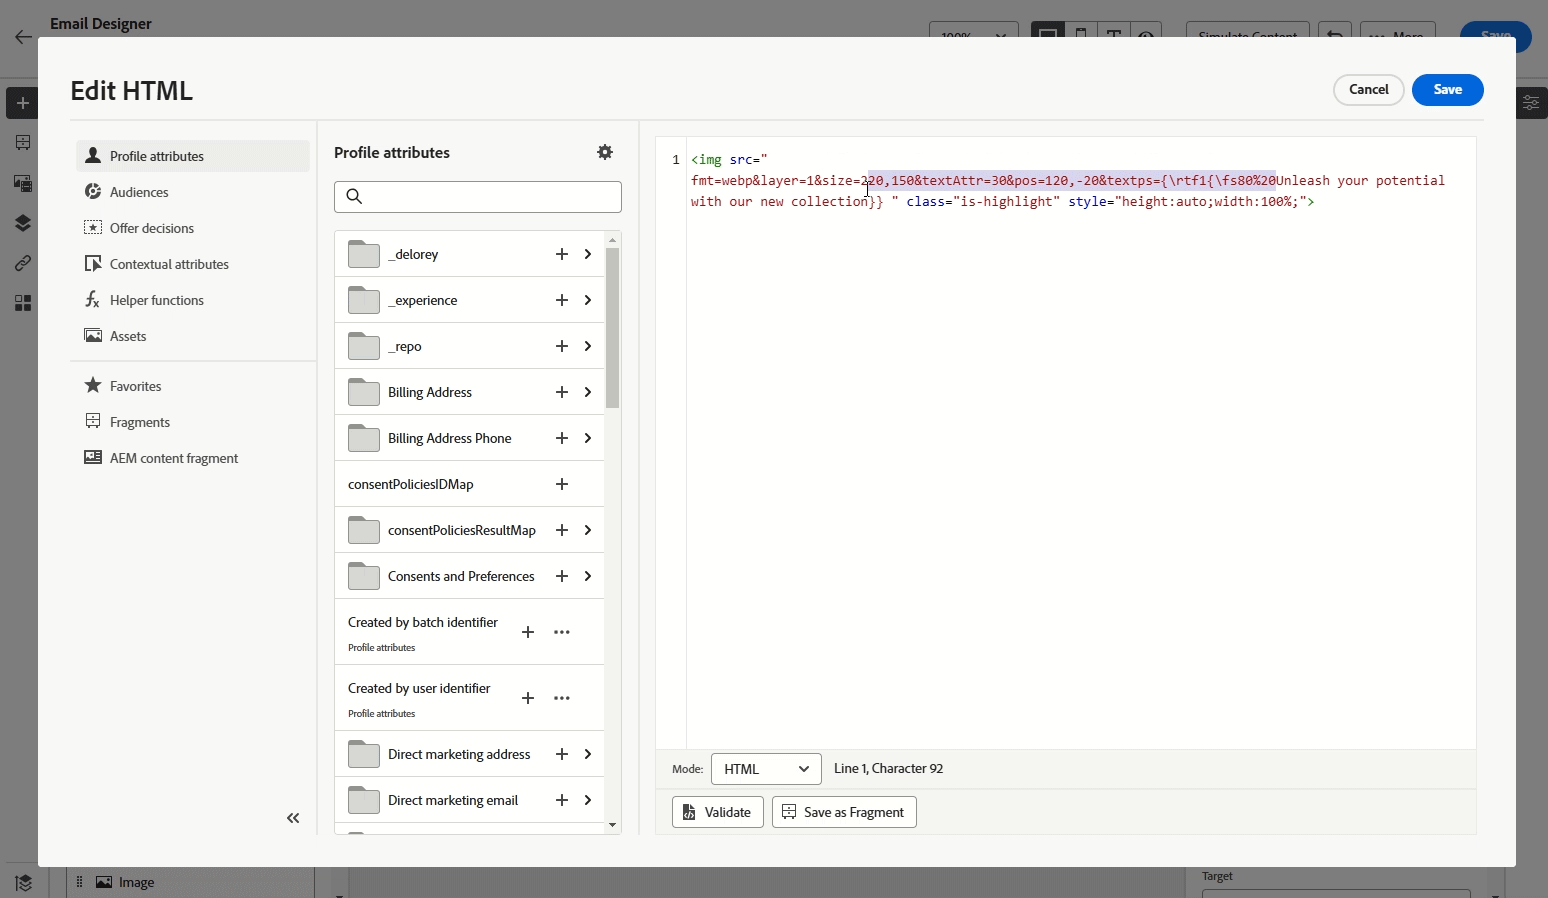 Email Designer
100%
Simulate Content
More
Save
Edit HTML
Cancel
Save
Profile attributes
Audiences
Offer decisions
Contextual attributes
Helper functions
Assets
Favorites
Fragments
AEM content fragment
Profile attributes
_delorey
_experience
_repo
Billing Address
Billing Address Phone
consentPoliciesIDMap
consentPoliciesResultMap
Consents and Preferences
Created by batch identifier
Profile attributes
Created by user identifier
Profile attributes
Direct marketing address
Direct marketing email
1 <img src="
fmt=webp&layer=1&size=220,150&textAttr=30&pos=120,-20&textps={\rtf1{\fs80%20Unleash your potential
with our new collection}} " class="is-highlight" style="height:auto;width:100%;">
Mode: HTML Line 1, Character 92
Validate Save as Fragment
Image
Target